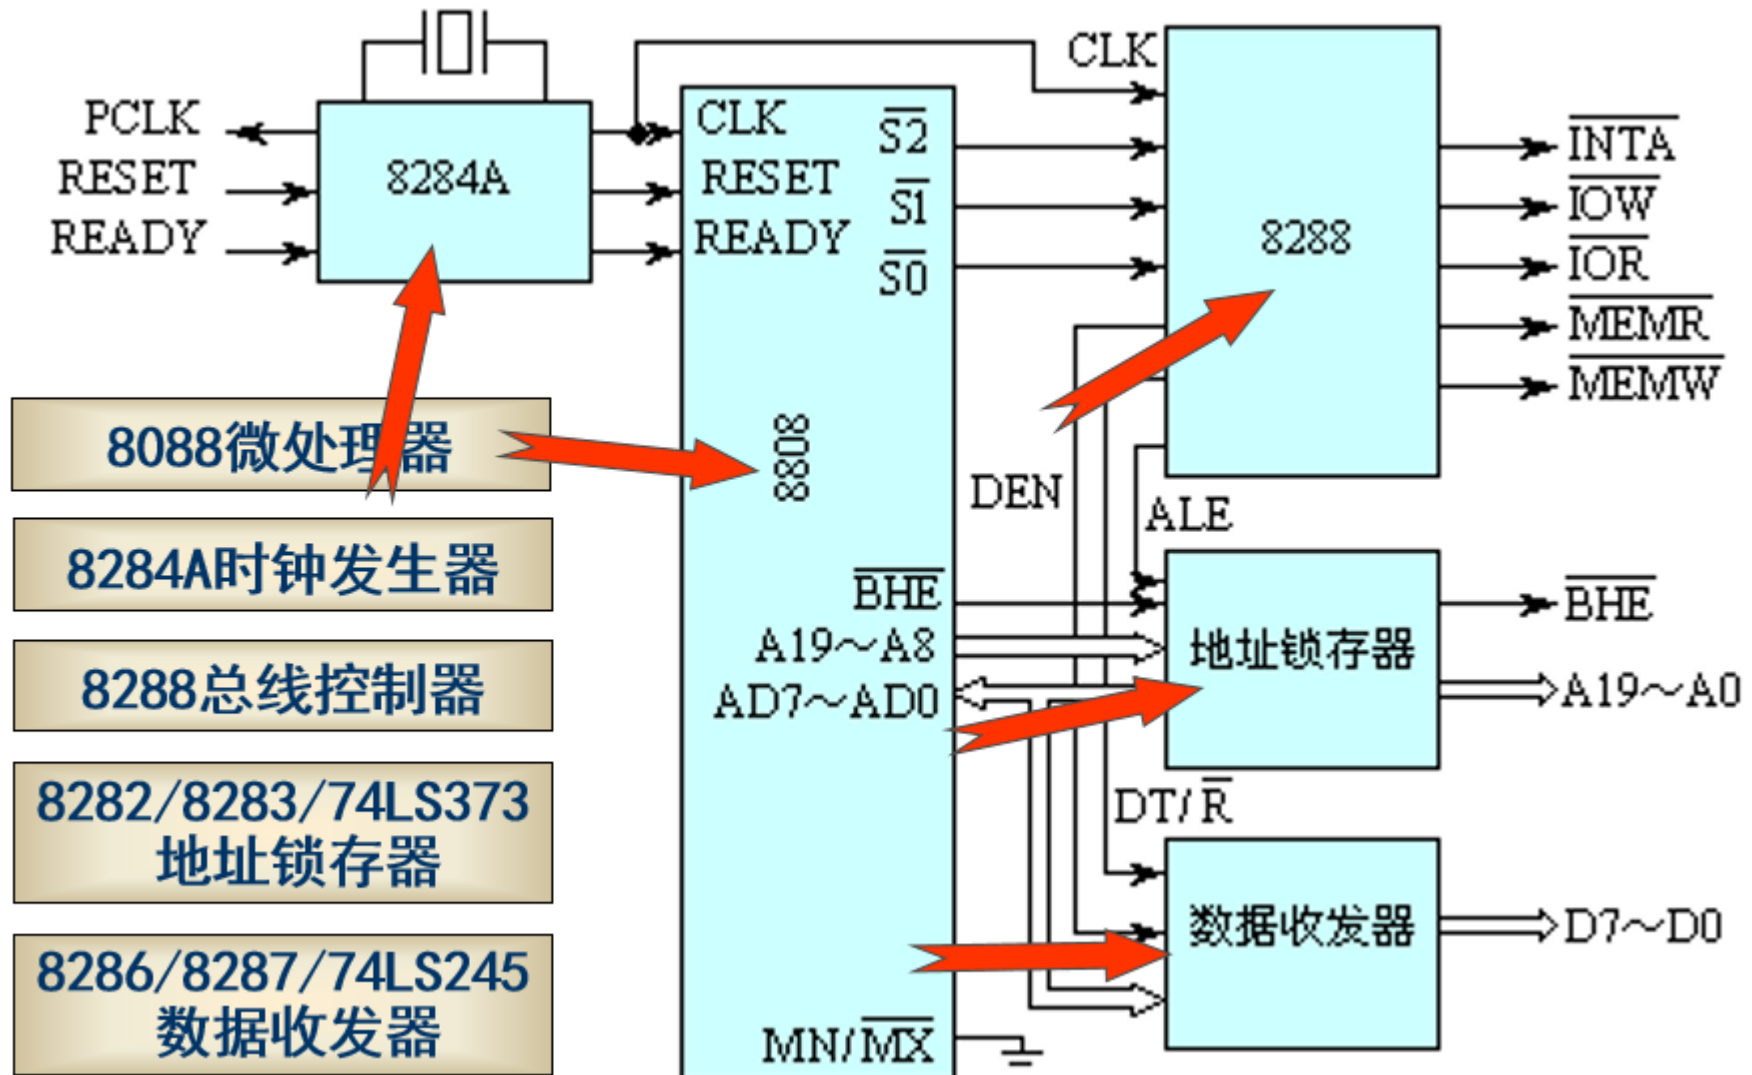 CLK
PCLK
CLK
S2
INTA
RESET
8284A
RESET
S1
IOW
READY
READY
S0
8288
IOR
MEMR
MEMW
8088微处理器
8088
DEN
ALE
8284A时钟发生器
BHE
BHE
A19～A8
地址锁存器
8288总线控制器
AD7～AD0
A19～A0
8282/8283/74LS373
地址锁存器
DT/R
数据收发器
D7～D0
8286/8287/74LS245
数据收发器
MN/MX